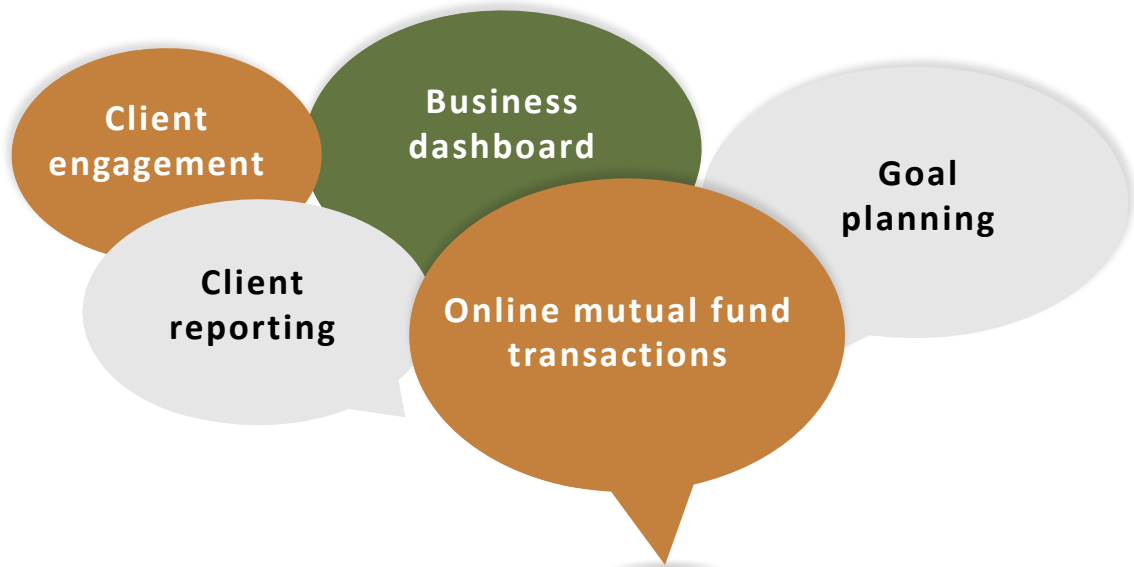 Client
engagement
Business
dashboard
Goal
planning
Client
reporting
Online mutual fund
transactions